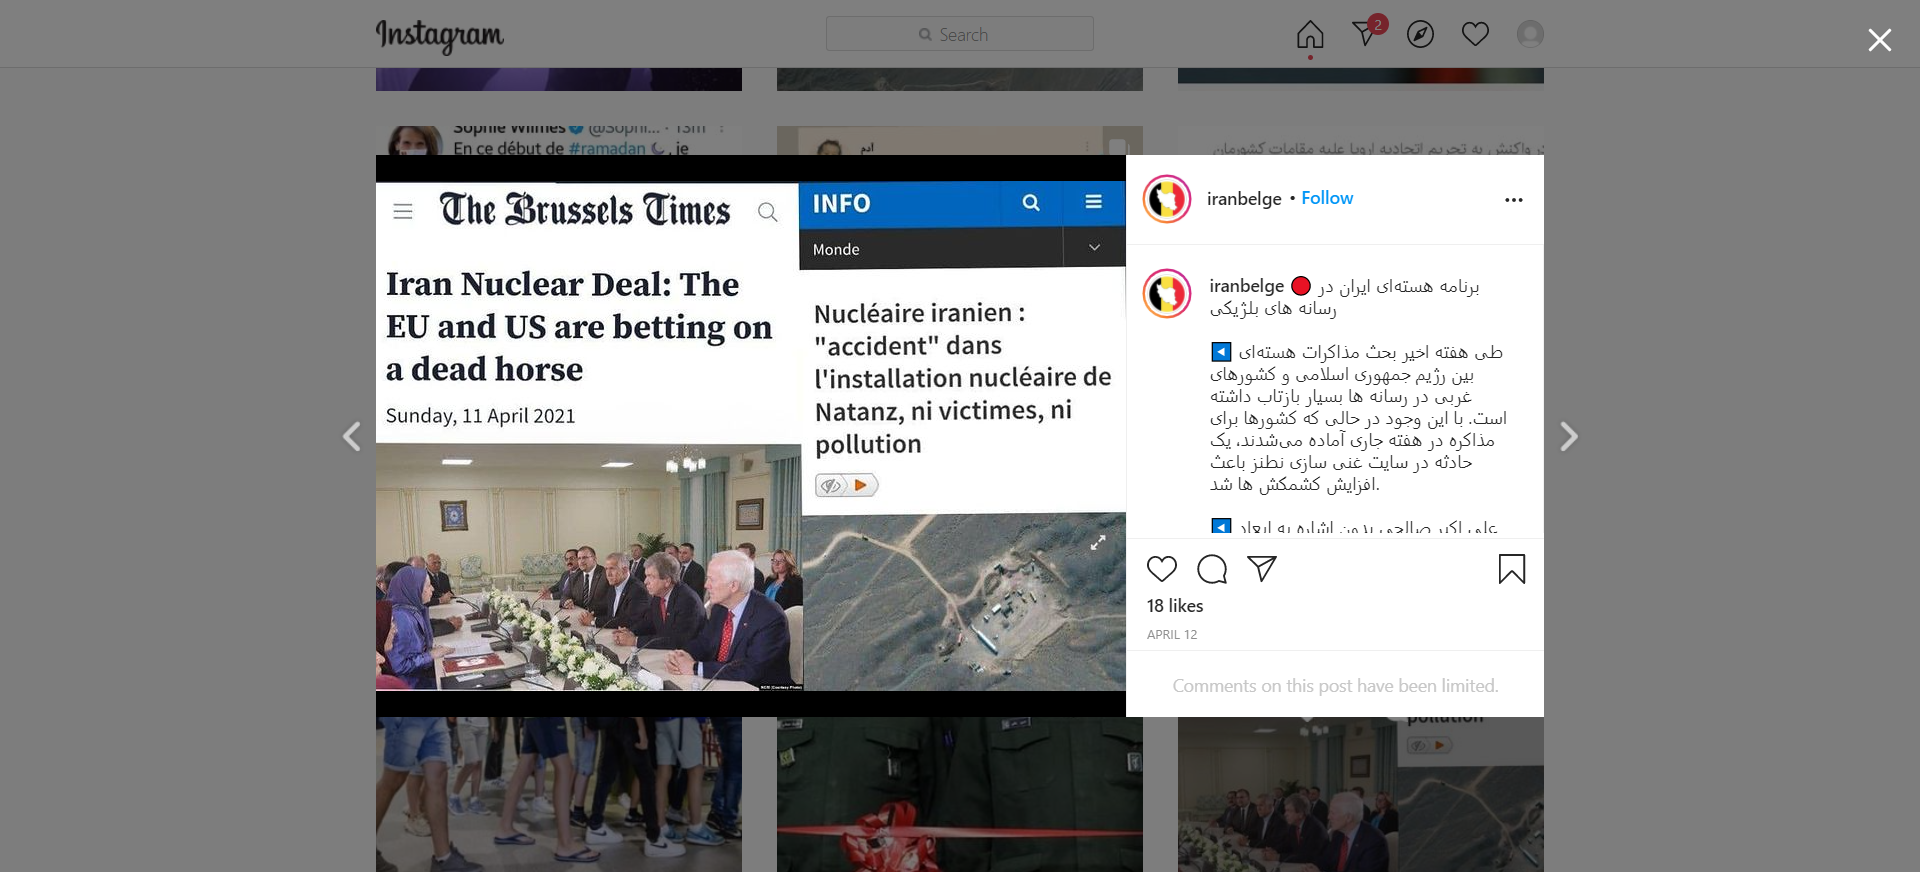 Instagram
Search
2
Sophie Wilmès @Sophi... · 13m
En ce début de #ramadan , je
آدم
در واکنش به تحریم اتحادیه اروپا علیه مقامات کشورمان
The Brussels Times
Iran Nuclear Deal: The
EU and US are betting on
a dead horse
Sunday, 11 April 2021
INFO
Monde
Nucléaire iranien :
"accident" dans
l'installation nucléaire de
Natanz, ni victimes, ni
pollution
iranbelge • Follow
iranbelge 🔴 برنامه هسته‌ای ایران در
رسانه های بلژیکی
◀️ طی هفته اخیر بحث مذاکرات هسته‌ای
بین رژیم جمهوری اسلامی و کشورهای
غربی در رسانه ها بسیار بازتاب داشته
است. با این وجود در حالی که کشورها برای
مذاکره در هفته جاری آماده می‌شدند، یک
حادثه در سایت غنی سازی نطنز باعث
افزایش کشمکش ها شد.
◀️ علی اکبر صالحی بدون اشاره به ابعاد
18 likes
APRIL 12
Comments on this post have been limited.
pollution